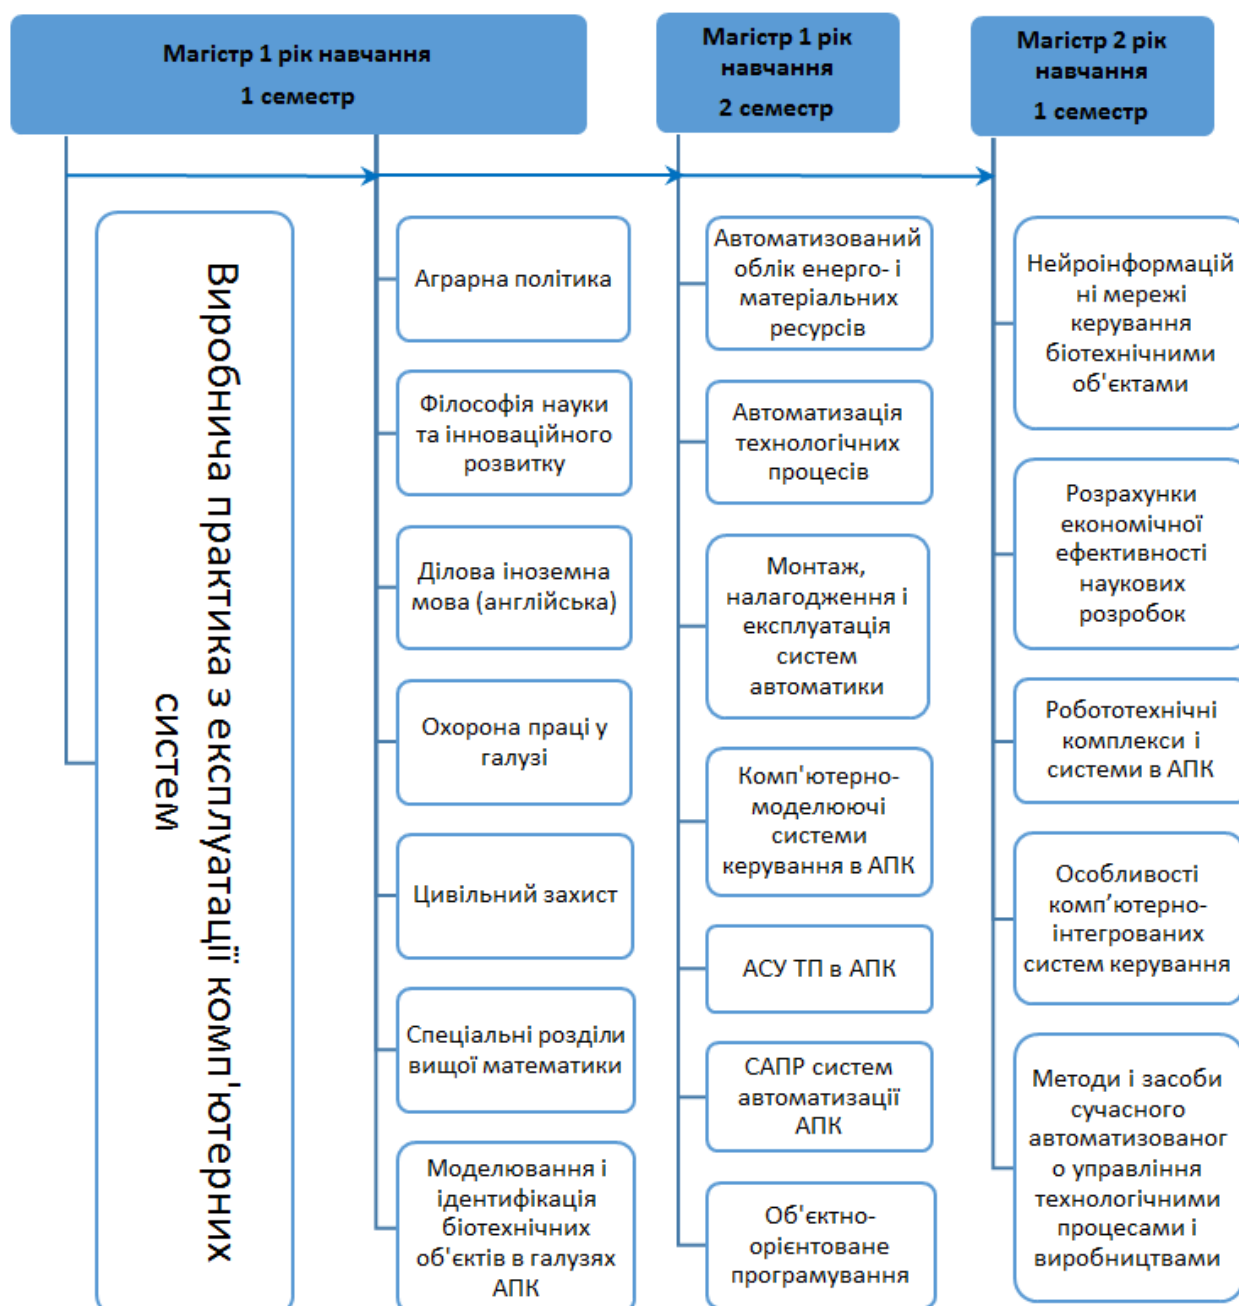 Магістр 1 рік навчання
1 семестр
Магістр 1 рік
навчання
2 семестр
Магістр 2 рік
навчання
1 семестр
Виробнича практика з експлуатації комп'ютерних
систем
Аграрна політика
Філософія науки
та інноваційного
розвитку
Ділова іноземна
мова (англійська)
Охорона праці у
галузі
Цивільний захист
Спеціальні розділи
вищої математики
Моделювання і
ідентифікація
біотехнічних
об'єктів в галузях
АПК
Автоматизований
облік енерго- і
матеріальних
ресурсів
Автоматизація
технологічних
процесів
Монтаж,
налагодження і
експлуатація
систем
автоматики
Комп'ютерно-
моделюючі
системи
керування в АПК
АСУ ТП в АПК
САПР систем
автоматизації
АПК
Об'єктно-
орієнтоване
програмування
Нейроінформацій
ні мережі
керування
біотехнічними
об'єктами
Розрахунки
економічної
ефективності
наукових
розробок
Робототехнічні
комплекси і
системи в АПК
Особливості
комп’ютерно-
інтегрованих
систем керування
Методи і засоби
сучасного
автоматизованог
о управління
технологічними
процесами і
виробництвами